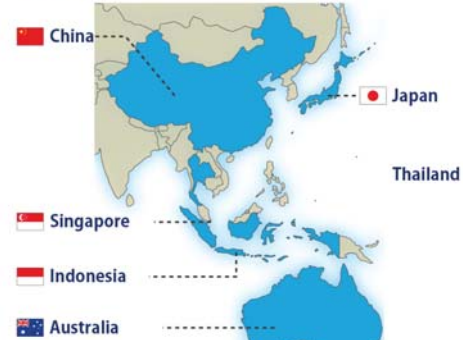 China
Japan
Thailand
Singapore
Indonesia
Australia